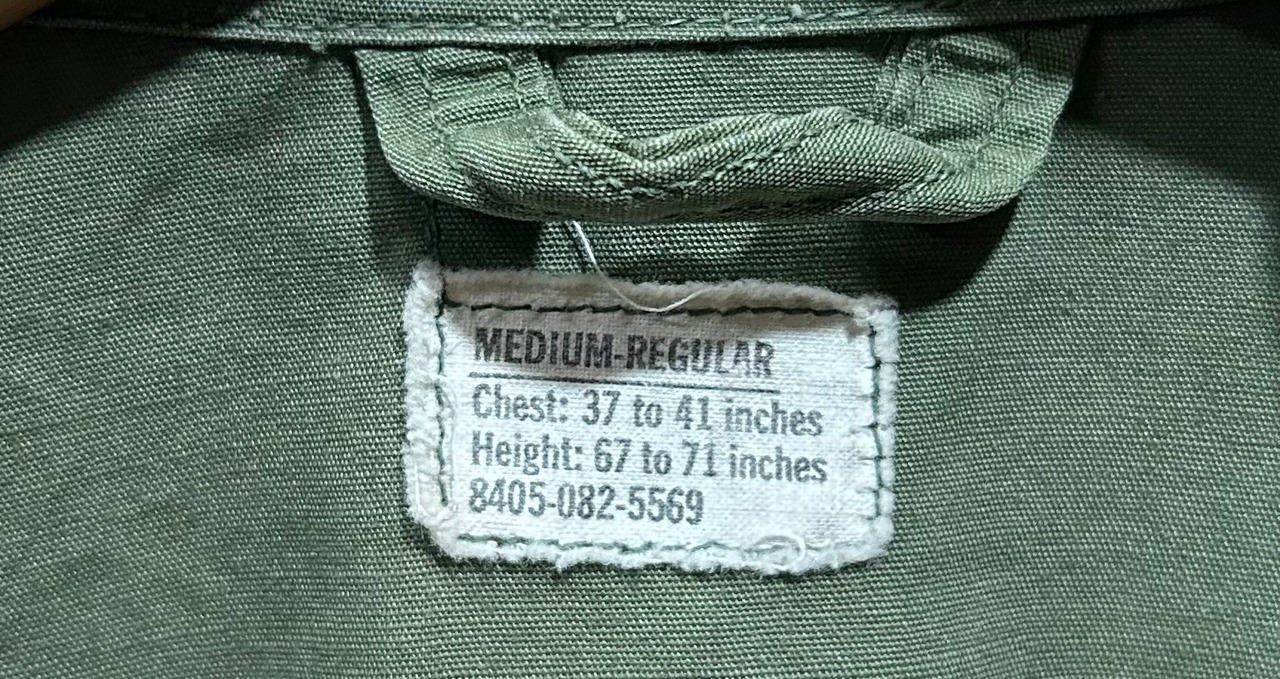 MEDIUM-REGULAR
Chest: 37 to 41 inches
Height: 67 to 71 inches
8405-082-5569